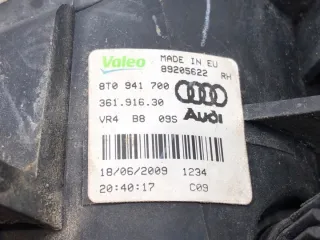 Valeo MADE IN EU
89205622 RH
8T0 941 700
361.916.30
VR4 B8 09S Audi
18/06/2009 1234
20:40:17 C09